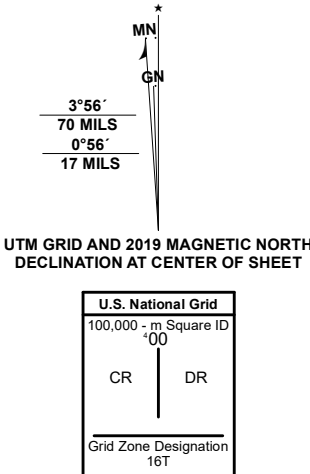 MN
GN
3°56´
70 MILS
0°56´
17 MILS
UTM GRID AND 2019 MAGNETIC NORTH
DECLINATION AT CENTER OF SHEET
U.S. National Grid
100,000 - m Square ID
⁴00
CR DR
Grid Zone Designation
16T